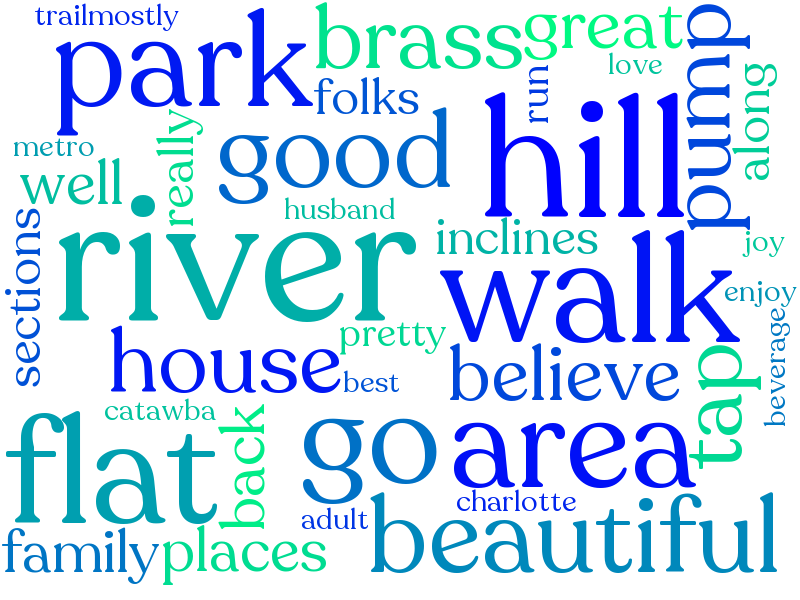 trailmostly
park
brass
great
love
pump
folks
run
along
good
hill
metro
really
well
husband
river
inclines
joy
sections
walk
enjoy
pretty
house
believe
beverage
best
tap
catawba
back
go
area
flat
charlotte
adult
beautiful
family
places